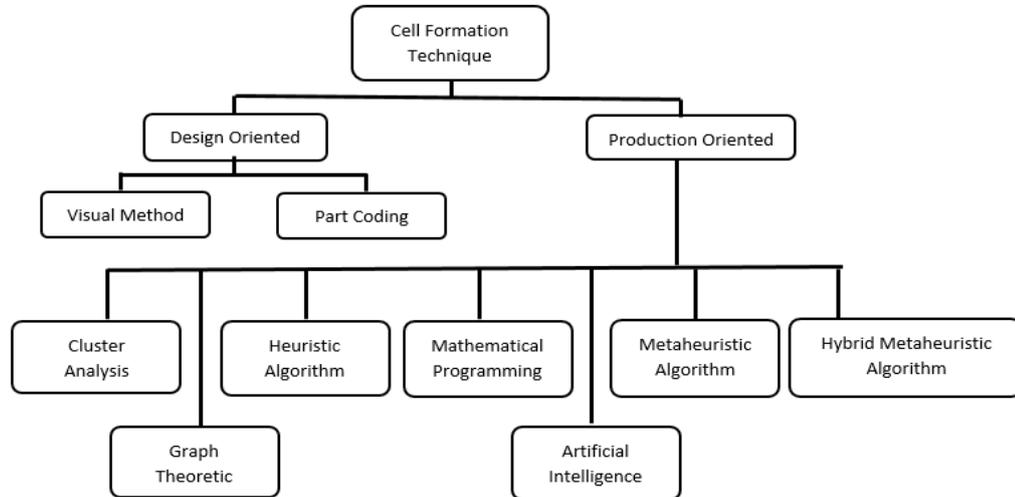 Cell Formation
Technique
Design Oriented
Production Oriented
Visual Method
Part Coding
Cluster
Analysis
Heuristic
Algorithm
Mathematical
Programming
Metaheuristic
Algorithm
Hybrid Metaheuristic
Algorithm
Graph
Theoretic
Artificial
Intelligence